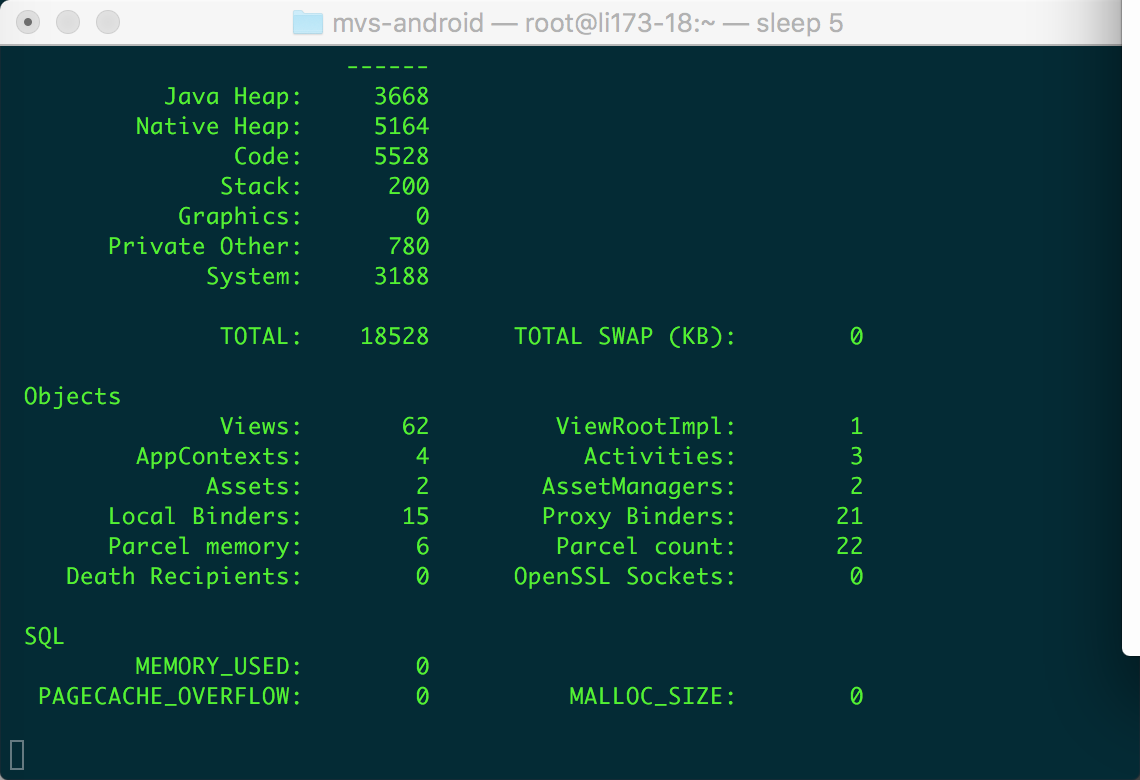 mvs-android — root@li173-18:~ — sleep 5
------
Java Heap: 3668
Native Heap: 5164
Code: 5528
Stack: 200
Graphics: 0
Private Other: 780
System: 3188
TOTAL: 18528 TOTAL SWAP (KB): 0
Objects
Views: 62 ViewRootImpl: 1
AppContexts: 4 Activities: 3
Assets: 2 AssetManagers: 2
Local Binders: 15 Proxy Binders: 21
Parcel memory: 6 Parcel count: 22
Death Recipients: 0 OpenSSL Sockets: 0
SQL
MEMORY_USED: 0
PAGECACHE_OVERFLOW: 0 MALLOC_SIZE: 0